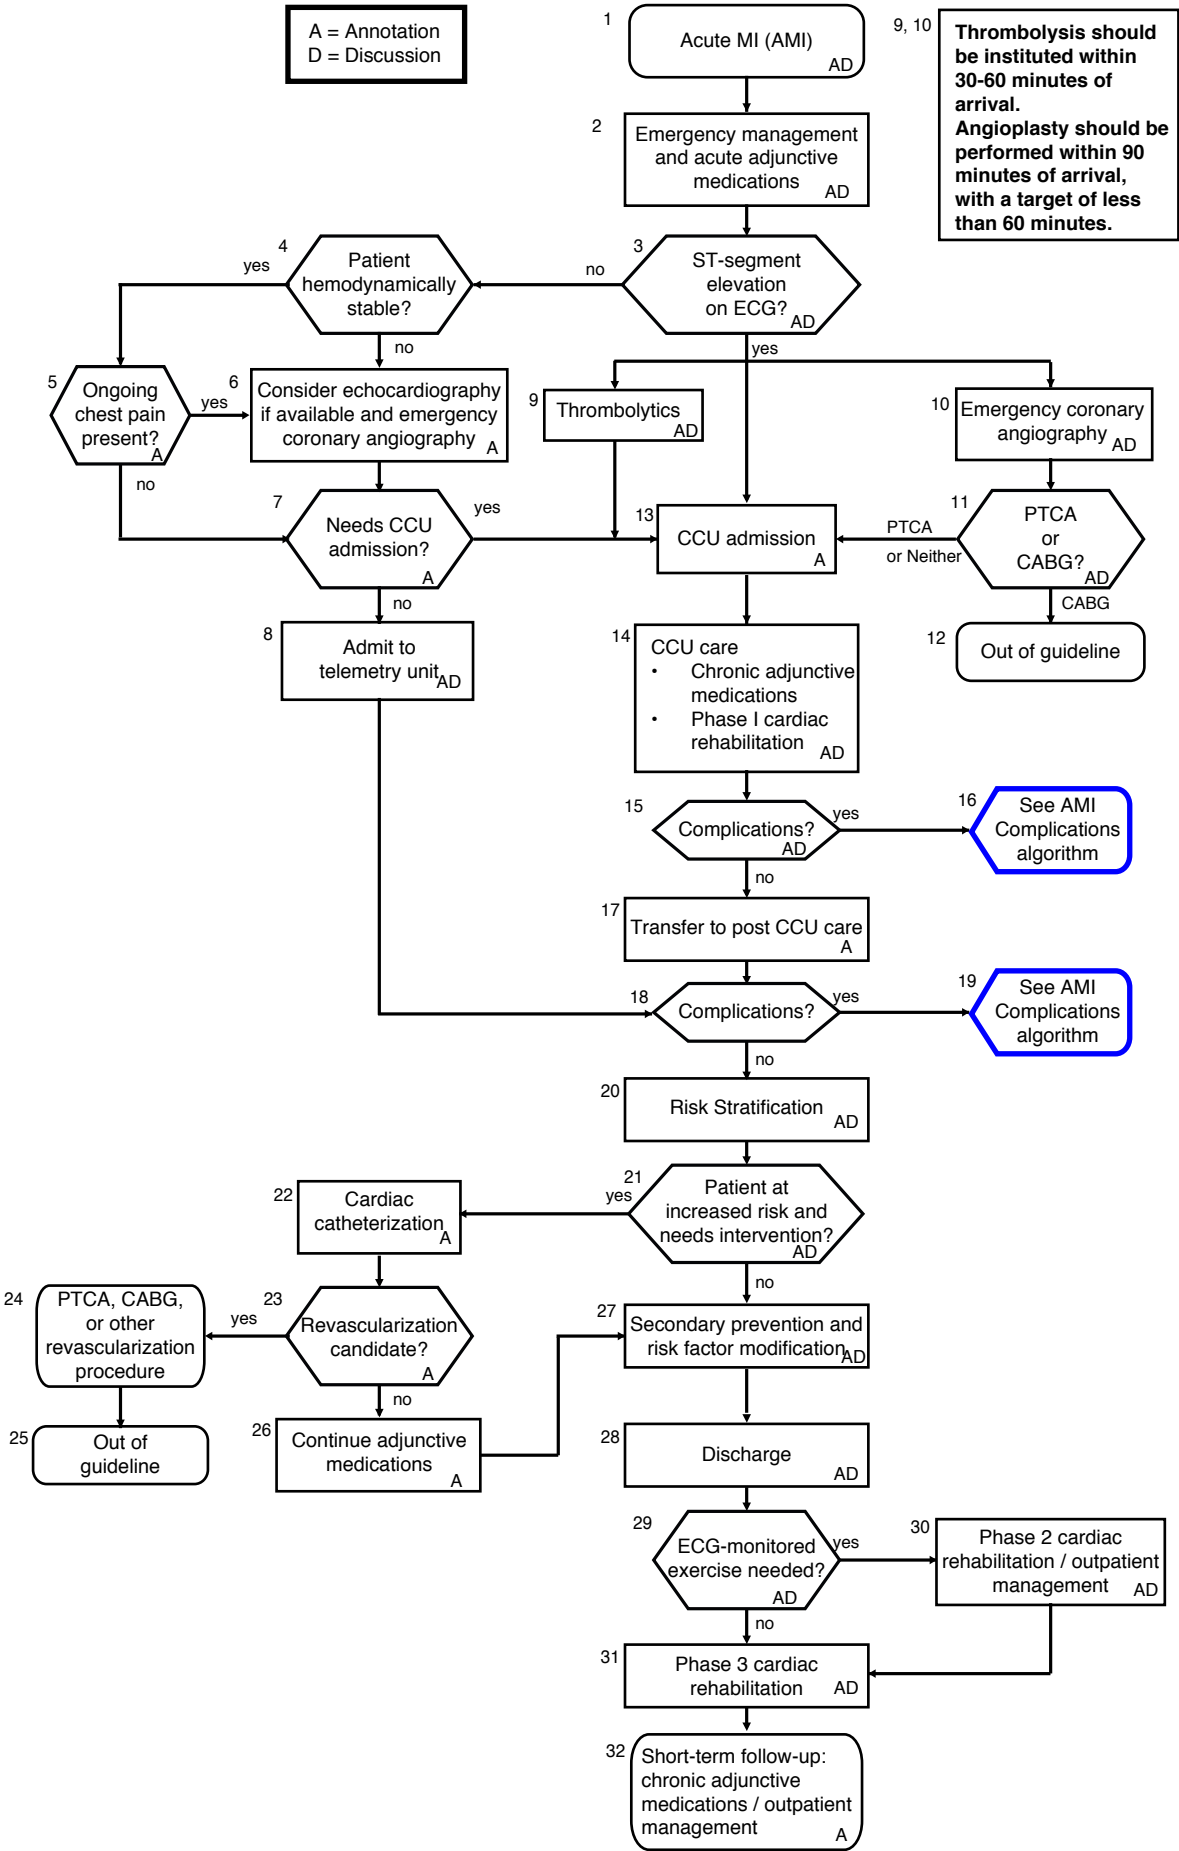 A = Annotation
D = Discussion
1
Acute MI (AMI)
AD
9, 10
Thrombolysis should
be instituted within
30-60 minutes of
arrival.
Angioplasty should be
performed within 90
minutes of arrival,
with a target of less
than 60 minutes.
2
Emergency management
and acute adjunctive
medications
AD
3
ST-segment
elevation
on ECG?
AD
no
yes
4
Patient
hemodynamically
stable?
yes
no
5
Ongoing
chest pain
present?
A
yes
no
6
Consider echocardiography
if available and emergency
coronary angiography
A
7
Needs CCU
admission?
A
yes
no
8
Admit to
telemetry unit
AD
9
Thrombolytics
AD
10
Emergency coronary
angiography
AD
11
PTCA
or
CABG?
AD
PTCA
or Neither
CABG
12
Out of guideline
13
CCU admission
A
14
CCU care
• Chronic adjunctive
medications
• Phase I cardiac
rehabilitation
AD
15
Complications?
AD
yes
no
16
See AMI
Complications
algorithm
17
Transfer to post CCU care
A
18
Complications?
yes
no
19
See AMI
Complications
algorithm
20
Risk Stratification
AD
21
Patient at
increased risk and
needs intervention?
AD
yes
no
22
Cardiac
catheterization
A
23
Revascularization
candidate?
A
yes
no
24
PTCA, CABG,
or other
revascularization
procedure
25
Out of
guideline
26
Continue adjunctive
medications
A
27
Secondary prevention and
risk factor modification
AD
28
Discharge
AD
29
ECG-monitored
exercise needed?
AD
yes
no
30
Phase 2 cardiac
rehabilitation / outpatient
management
AD
31
Phase 3 cardiac
rehabilitation
AD
32
Short-term follow-up:
chronic adjunctive
medications / outpatient
management
A